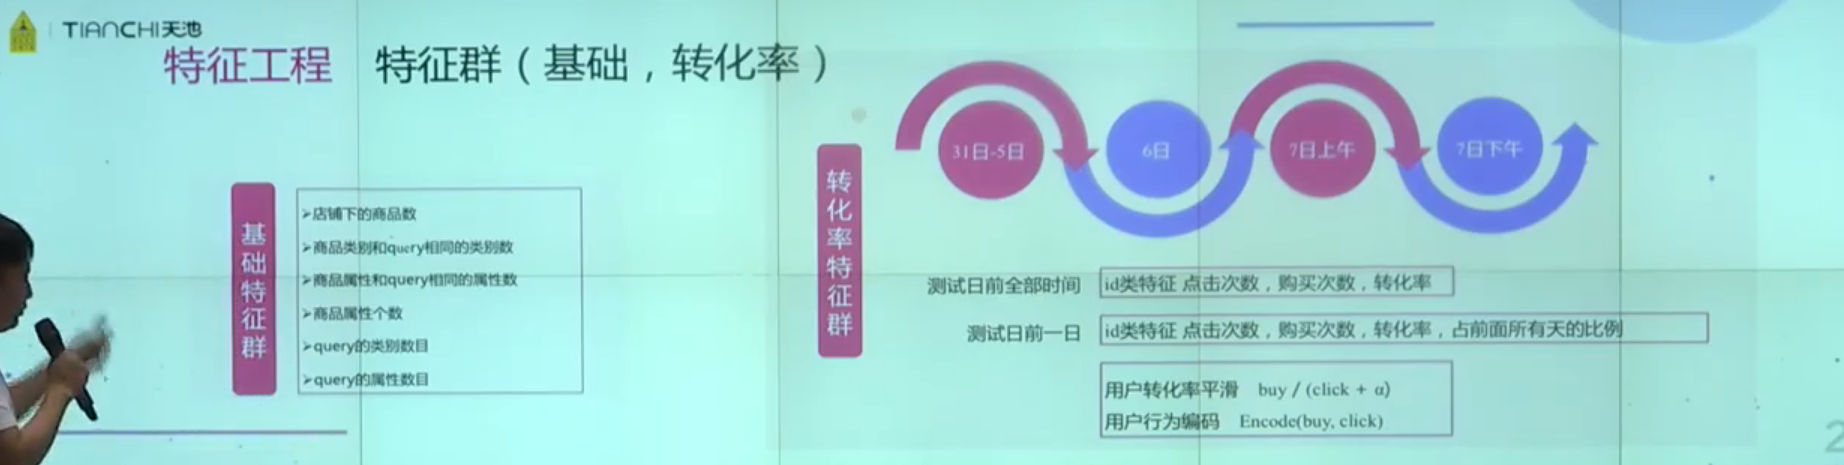 TIANCHI天池
特征工程 特征群（基础，转化率）
基础特征群
➢店铺下的商品数
➢商品类别和query相同的类别数
➢商品属性和query相同的属性数
➢商品属性个数
➢query的类别数目
➢query的属性数目
转化率特征群
31日-5日
6日
7日上午
7日下午
测试日前全部时间 id类特征 点击次数，购买次数，转化率
测试日前一日 id类特征 点击次数，购买次数，转化率，占前面所有天的比例
用户转化率平滑 buy / (click + α)
用户行为编码 Encode(buy, click)
2